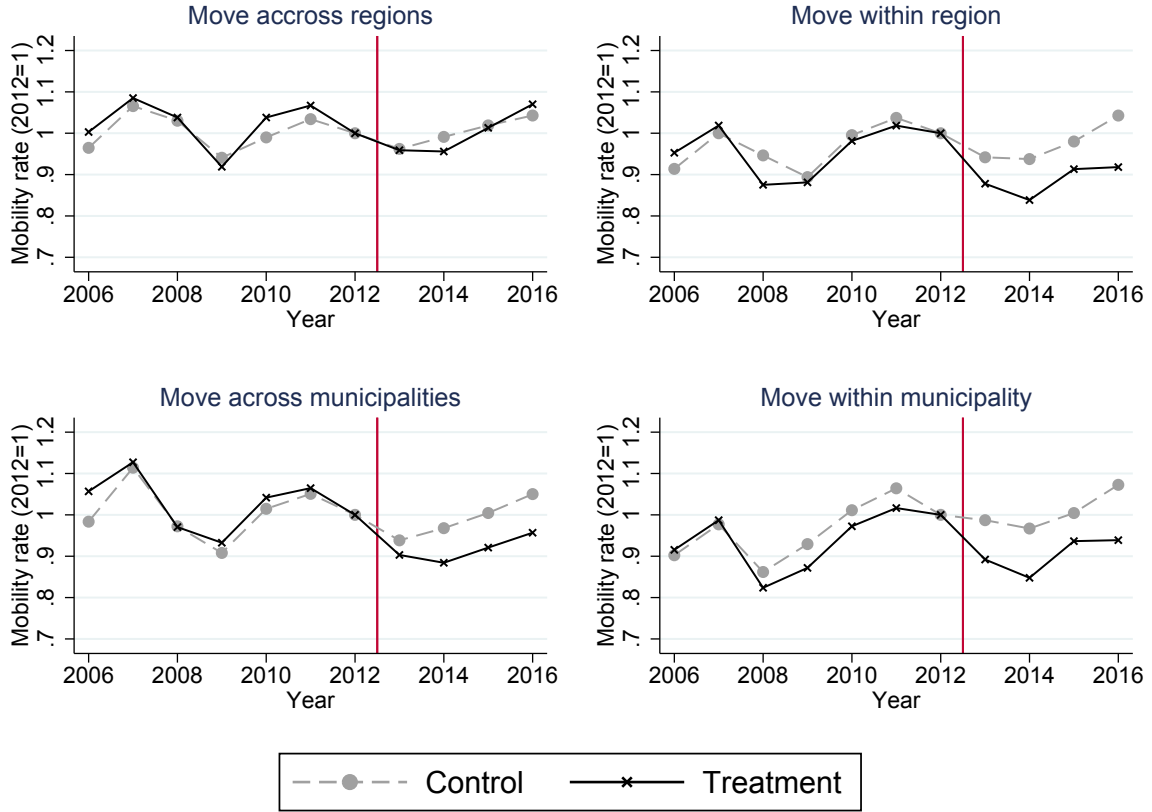 Move accross regions
Mobility rate (2012=1)
.7 .8 .9 1 1.1 1.2
2006 2008 2010 2012 2014 2016
Year
Move within region
Mobility rate (2012=1)
.7 .8 .9 1 1.1 1.2
2006 2008 2010 2012 2014 2016
Year
Move across municipalities
Mobility rate (2012=1)
.7 .8 .9 1 1.1 1.2
2006 2008 2010 2012 2014 2016
Year
Move within municipality
Mobility rate (2012=1)
.7 .8 .9 1 1.1 1.2
2006 2008 2010 2012 2014 2016
Year
Control Treatment